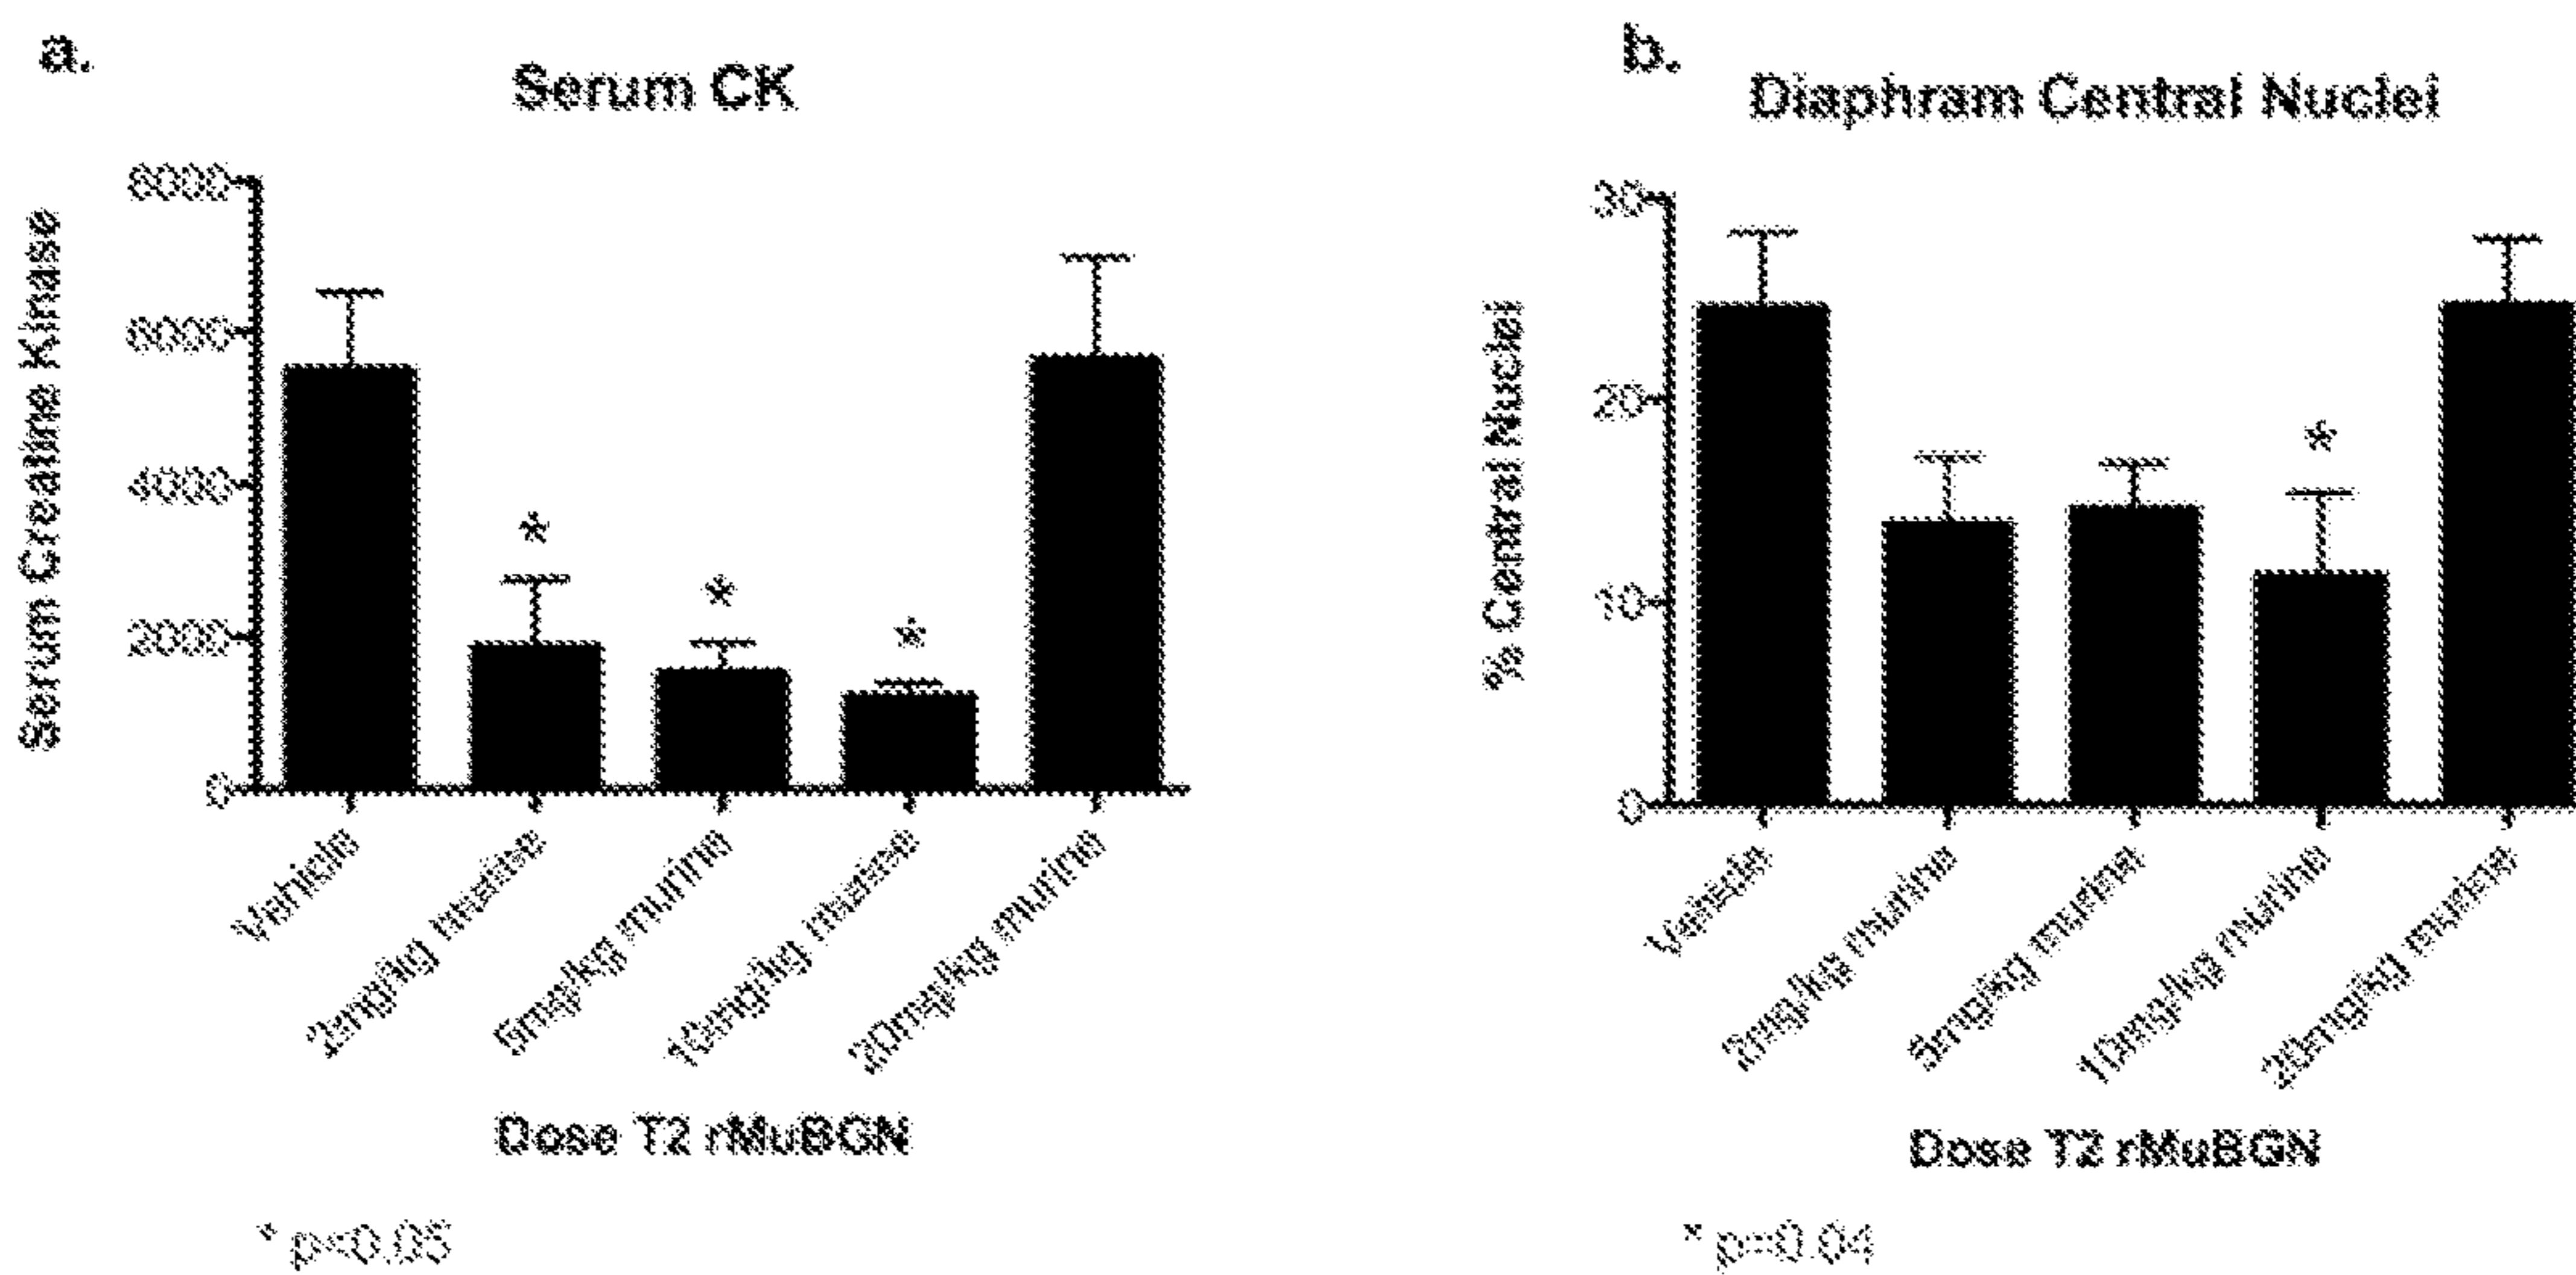 a.
Serum CK
Serum Creatine Kinase
8000
6000
4000
2000
0
Vehicle
2mg/kg murine
5mg/kg murine
10mg/kg murine
20mg/kg murine
*
*
*
Dose T2 rMuBGN
* p<0.05
b.
Diaphram Central Nuclei
% Central Nuclei
30
20
10
0
Vehicle
2mg/kg murine
5mg/kg murine
10mg/kg murine
20mg/kg murine
*
Dose T2 rMuBGN
* p=0.04